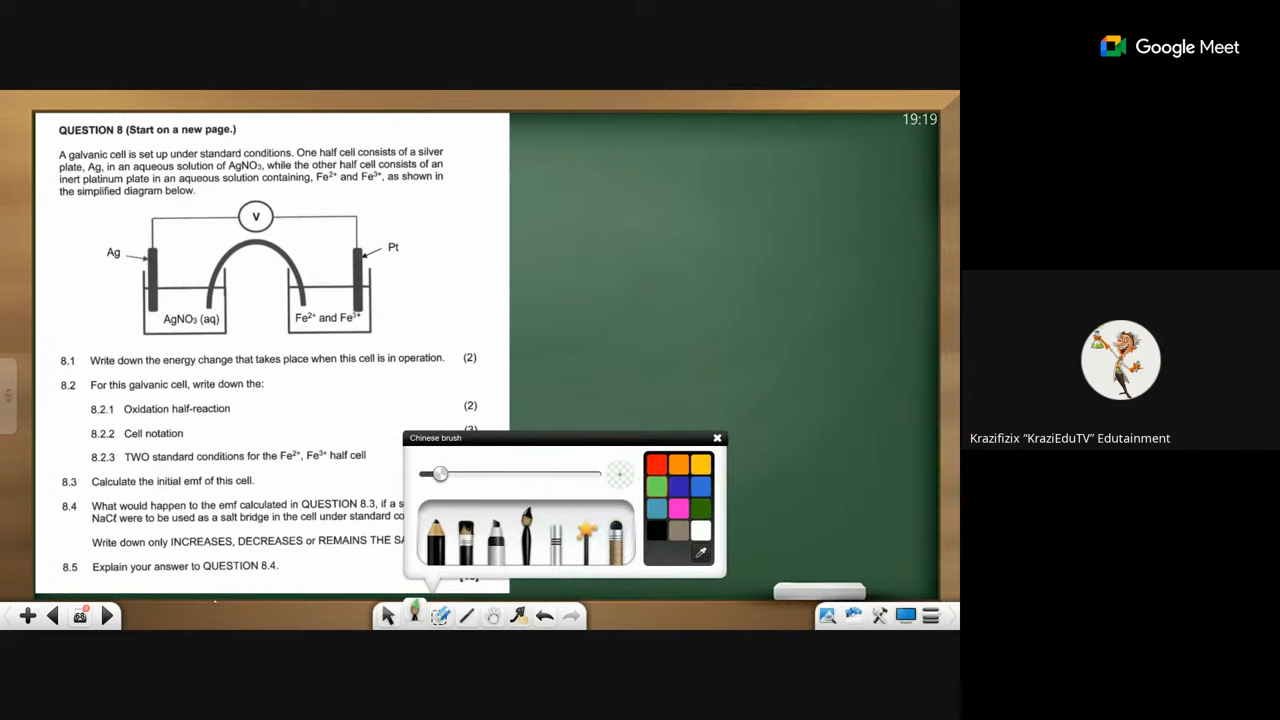 Google Meet
19:19
QUESTION 8 (Start on a new page.)
A galvanic cell is set up under standard conditions. One half cell consists of a silver
plate, Ag, in an aqueous solution of AgNO₃, while the other half cell consists of an
inert platinum plate in an aqueous solution containing, Fe²⁺ and Fe³⁺, as shown in
the simplified diagram below.
V
Ag
Pt
AgNO₃ (aq)
Fe²⁺ and Fe³⁺
8.1 Write down the energy change that takes place when this cell is in operation. (2)
8.2 For this galvanic cell, write down the:
8.2.1 Oxidation half-reaction (2)
8.2.2 Cell notation
8.2.3 TWO standard conditions for the Fe²⁺, Fe³⁺ half cell
8.3 Calculate the initial emf of this cell.
8.4 What would happen to the emf calculated in QUESTION 8.3, if a s
NaCℓ were to be used as a salt bridge in the cell under standard co
Write down only INCREASES, DECREASES or REMAINS THE SA
8.5 Explain your answer to QUESTION 8.4.
Chinese brush
Krazifizix “KraziEduTV” Edutainment